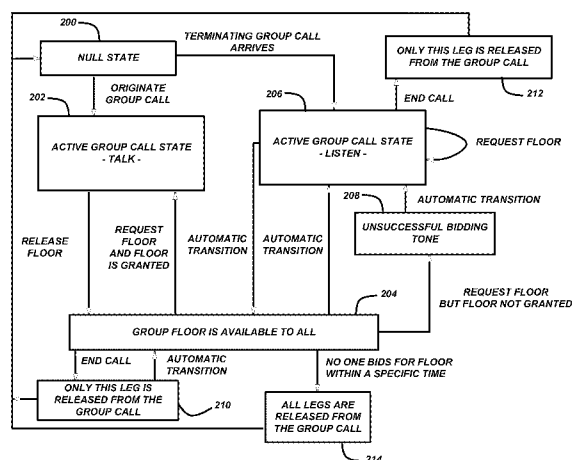 200
NULL STATE
TERMINATING GROUP CALL
ARRIVES
ONLY THIS LEG IS RELEASED
FROM THE GROUP CALL
212
202
ORIGINATE
GROUP CALL
206
END CALL
ACTIVE GROUP CALL STATE
- TALK -
ACTIVE GROUP CALL STATE
- LISTEN -
REQUEST FLOOR
208
AUTOMATIC TRANSITION
UNSUCCESSFUL BIDDING
TONE
RELEASE
FLOOR
REQUEST
FLOOR
AND FLOOR
IS GRANTED
AUTOMATIC
TRANSITION
AUTOMATIC
TRANSITION
REQUEST FLOOR
BUT FLOOR NOT GRANTED
204
GROUP FLOOR IS AVAILABLE TO ALL
END CALL
AUTOMATIC
TRANSITION
NO ONE BIDS FOR FLOOR
WITHIN A SPECIFIC TIME
ONLY THIS LEG IS
RELEASED FROM THE
GROUP CALL
210
ALL LEGS ARE
RELEASED FROM
THE GROUP CALL
214